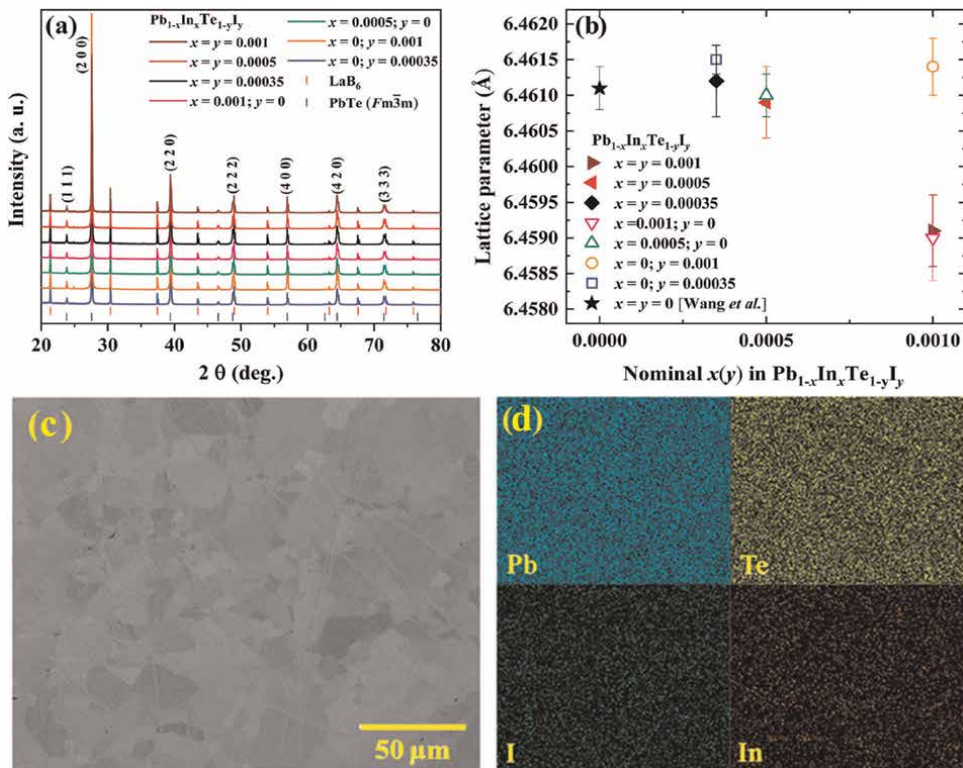 (a)
Pb₁₋ₓInₓTe₁₋ᵧIᵧ
x = y = 0.001
x = y = 0.0005
x = y = 0.00035
x = 0.001; y = 0
x = 0.0005; y = 0
x = 0; y = 0.001
x = 0; y = 0.00035
LaB₆
PbTe (Fm3̄m)
(1 1 1)
(2 0 0)
(2 2 0)
(2 2 2)
(4 0 0)
(4 2 0)
(3 3 3)
Intensity (a. u.)
20 30 40 50 60 70 80
2 θ (deg.)
(b)
6.4620
6.4615
6.4610
6.4605
6.4600
6.4595
6.4590
6.4585
6.4580
Lattice parameter (Å)
Pb₁₋ₓInₓTe₁₋ᵧIᵧ
x = y = 0.001
x = y = 0.0005
x = y = 0.00035
x =0.001; y = 0
x = 0.0005; y = 0
x = 0; y = 0.001
x = 0; y = 0.00035
x = y = 0 [Wang et al.]
0.0000 0.0005 0.0010
Nominal x(y) in Pb₁₋ₓInₓTe₁₋ᵧIᵧ
(c)
50 µm
(d)
Pb
Te
I
In